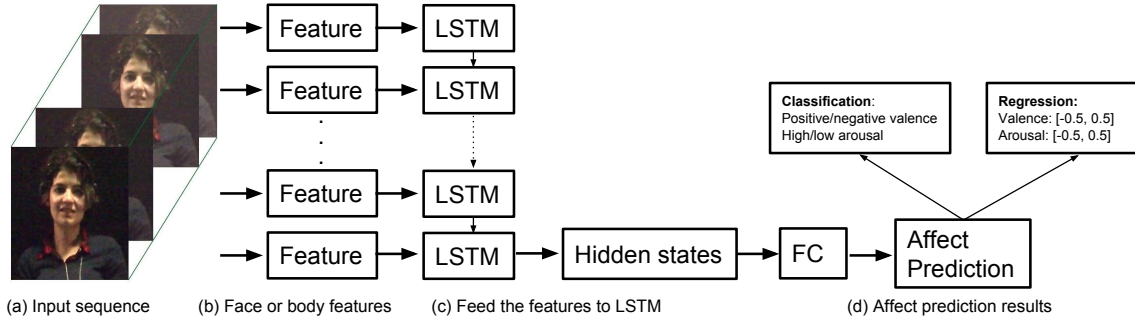 Feature
LSTM
Feature
LSTM
Feature
LSTM
Feature
LSTM
Hidden states
FC
Affect
Prediction
Classification:
Positive/negative valence
High/low arousal
Regression:
Valence: [-0.5, 0.5]
Arousal: [-0.5, 0.5]
(a) Input sequence
(b) Face or body features
(c) Feed the features to LSTM
(d) Affect prediction results